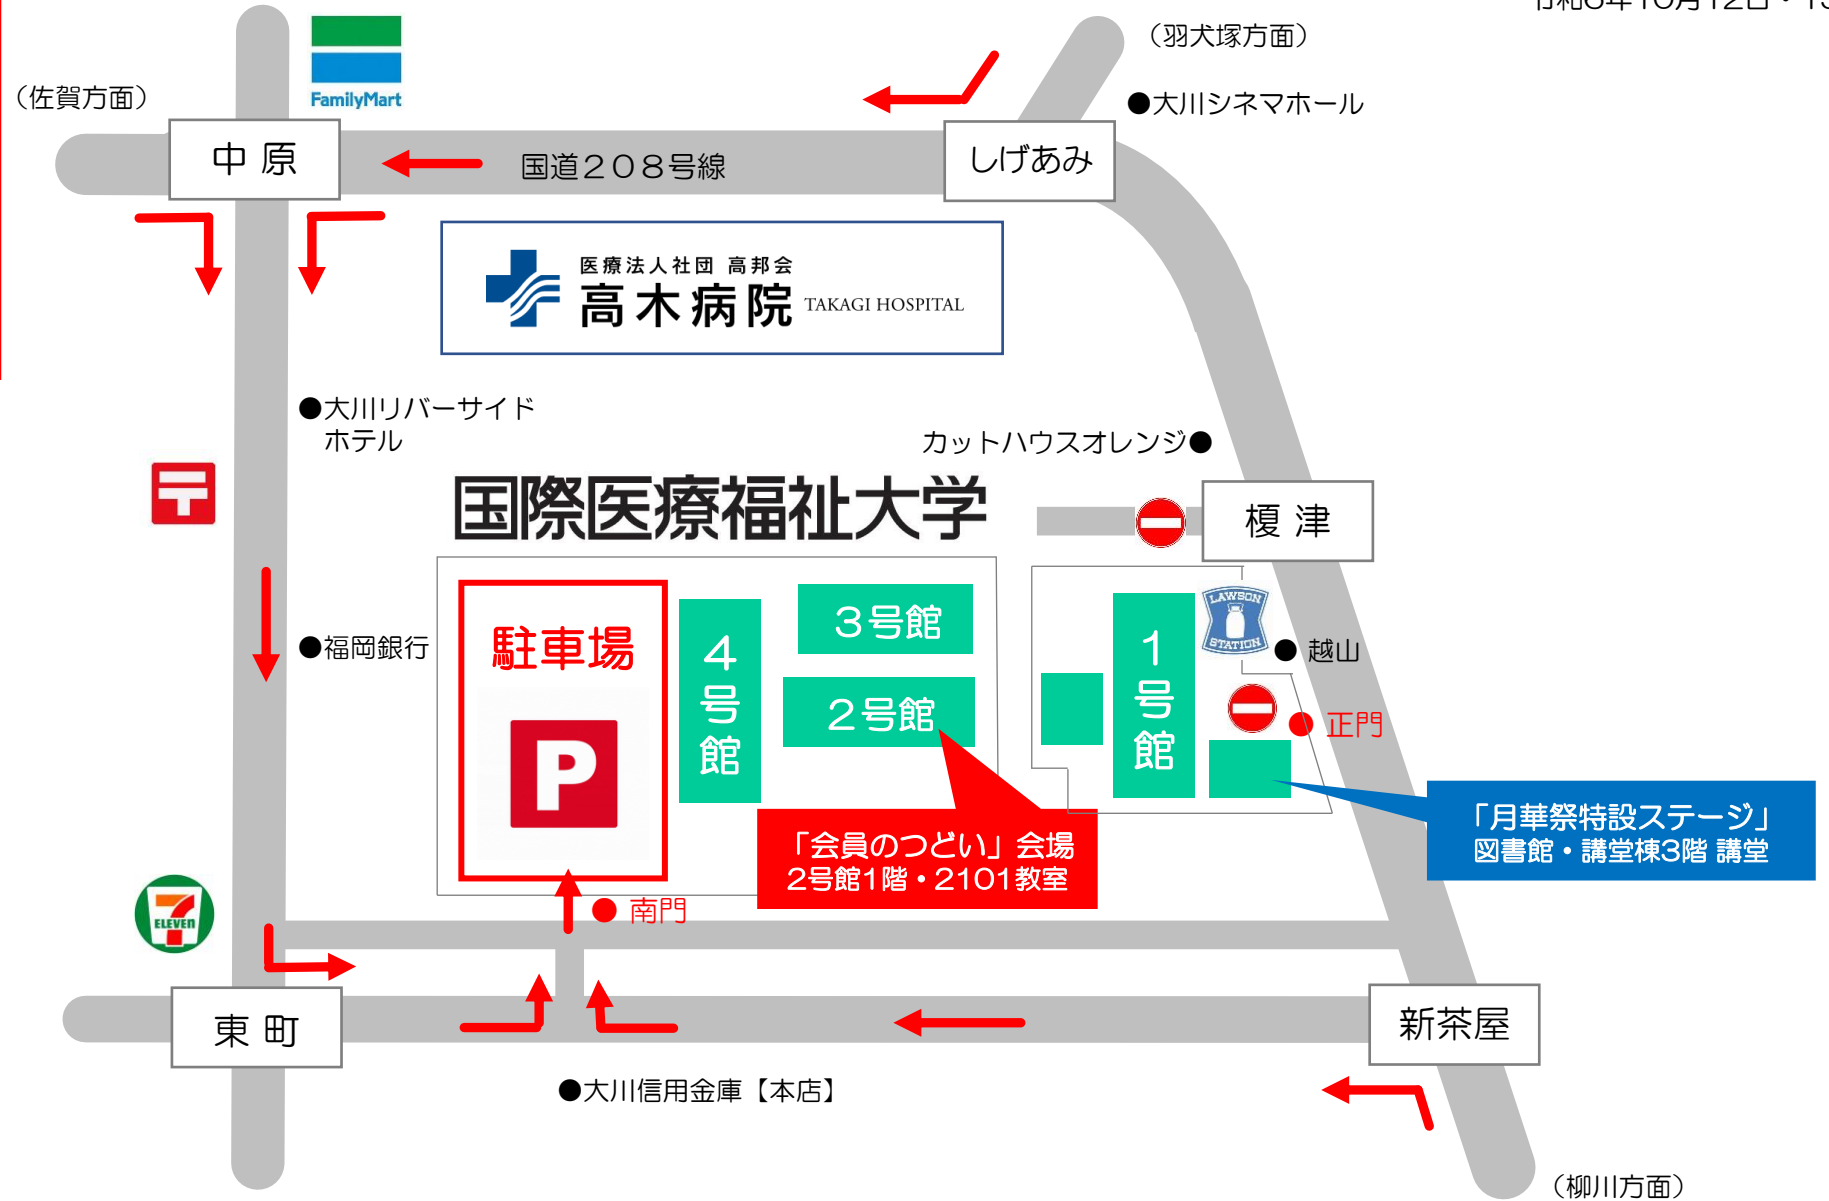 （羽犬塚方面）
（佐賀方面）
FamilyMart
●大川シネマホール
中原
国道２０８号線
しげあみ
医療法人社団 高邦会
高木病院 TAKAGI HOSPITAL
●大川リバーサイド
ホテル
カットハウスオレンジ●
〒
国際医療福祉大学
榎津
駐車場
P
４号館
３号館
２号館
１号館
LAWSON
STATION
●福岡銀行
● 越山
● 正門
「会員のつどい」会場
2号館1階・2101教室
「月華祭特設ステージ」
図書館・講堂棟3階 講堂
7
ELEVEN
● 南門
東町
新茶屋
●大川信用金庫【本店】
（柳川方面）